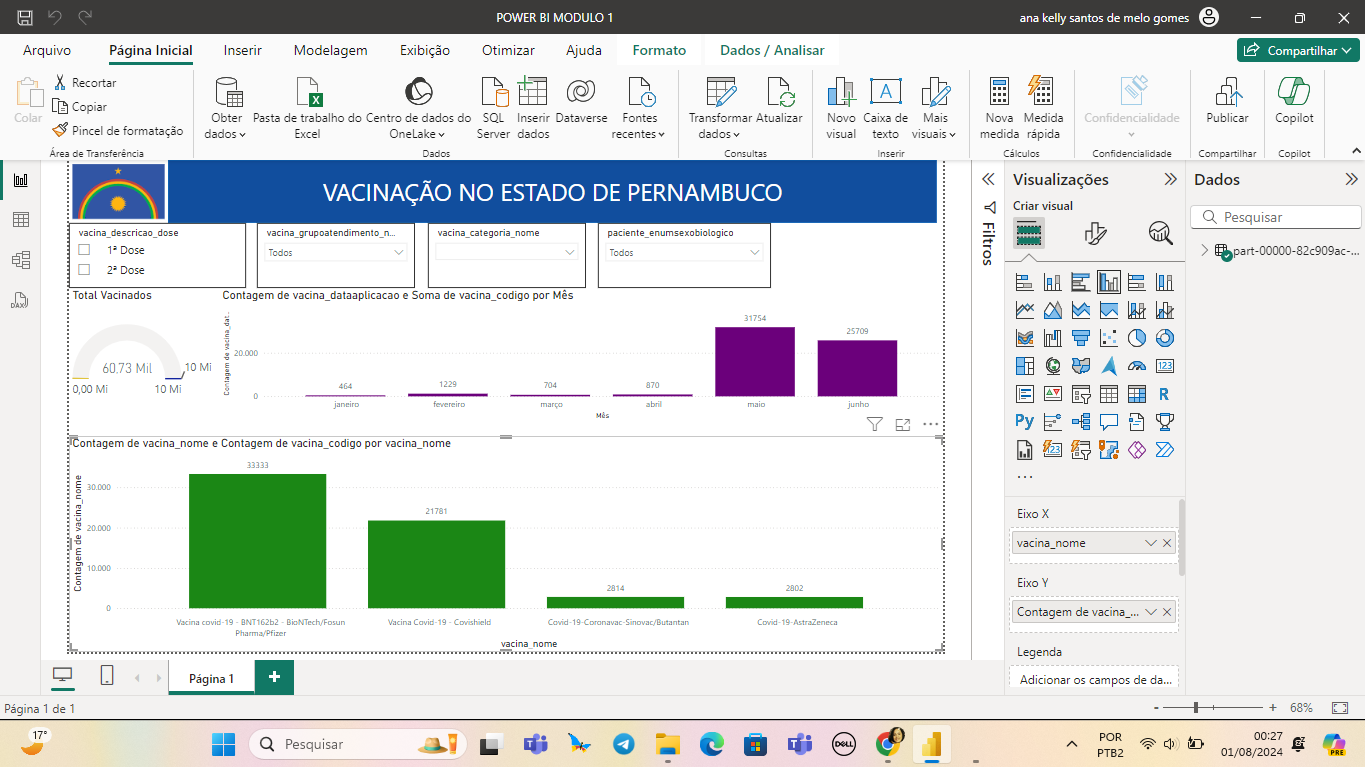 POWER BI MODULO 1
ana kelly santos de melo gomes
Arquivo
Página Inicial
Inserir
Modelagem
Exibição
Otimizar
Ajuda
Formato
Dados / Analisar
Compartilhar
Colar
Recortar
Copiar
Pincel de formatação
Área de Transferência
Obter dados
Pasta de trabalho do Excel
Centro de dados do OneLake
SQL Server
Inserir dados
Dataverse
Fontes recentes
Dados
Transformar dados
Atualizar
Consultas
Novo visual
Caixa de texto
Mais visuais
Inserir
Nova medida
Medida rápida
Cálculos
Confidencialidade
Confidencialidade
Publicar
Compartilhar
Copilot
Copilot
VACINAÇÃO NO ESTADO DE PERNAMBUCO
vacina_descricao_dose
1ª Dose
2ª Dose
vacina_grupoatendimento_n...
Todos
vacina_categoria_nome
paciente_enumsexobiologico
Todos
Total Vacinados
60,73 Mil
10 Mi
0,00 Mi
10 Mi
Contagem de vacina_dataaplicacao e Soma de vacina_codigo por Mês
Contagem de vacina_dat...
20.000
0
464
1229
704
870
31754
25709
janeiro
fevereiro
março
abril
maio
junho
Mês
Contagem de vacina_nome e Contagem de vacina_codigo por vacina_nome
Contagem de vacina_nome
30.000
20.000
10.000
0
33333
21781
2814
2802
Vacina covid-19 - BNT162b2 - BioNTech/Fosun
Pharma/Pfizer
Vacina Covid-19 - Covishield
Covid-19-Coronavac-Sinovac/Butantan
Covid-19-AstraZeneca
vacina_nome
Filtros
Visualizações
Criar visual
123
R
Py
123
...
Eixo X
vacina_nome
Eixo Y
Contagem de vacina_...
Legenda
Adicionar os campos de da...
Dados
Pesquisar
part-00000-82c909ac-...
DAX
Página 1
+
Página 1 de 1
- + 68%
17°
Pesquisar
DELL
POR
PTB2
00:27
01/08/2024
PRE